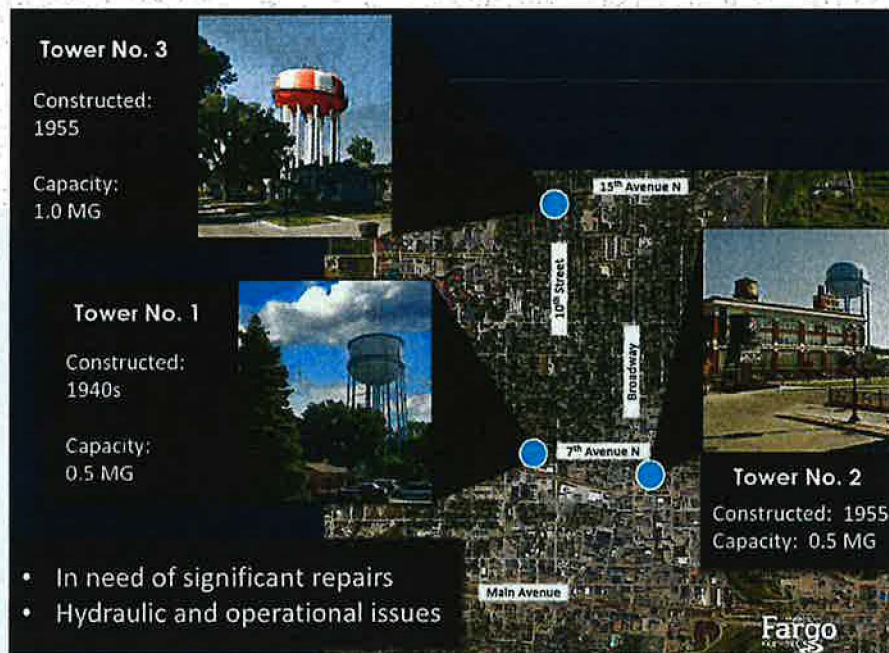 Tower No. 3
Constructed:
1955
Capacity:
1.0 MG
15th Avenue N
10th Street
Tower No. 1
Constructed:
1940s
Capacity:
0.5 MG
Broadway
7th Avenue N
Tower No. 2
Constructed: 1955
Capacity: 0.5 MG
• In need of significant repairs
• Hydraulic and operational issues
Main Avenue
Fargo